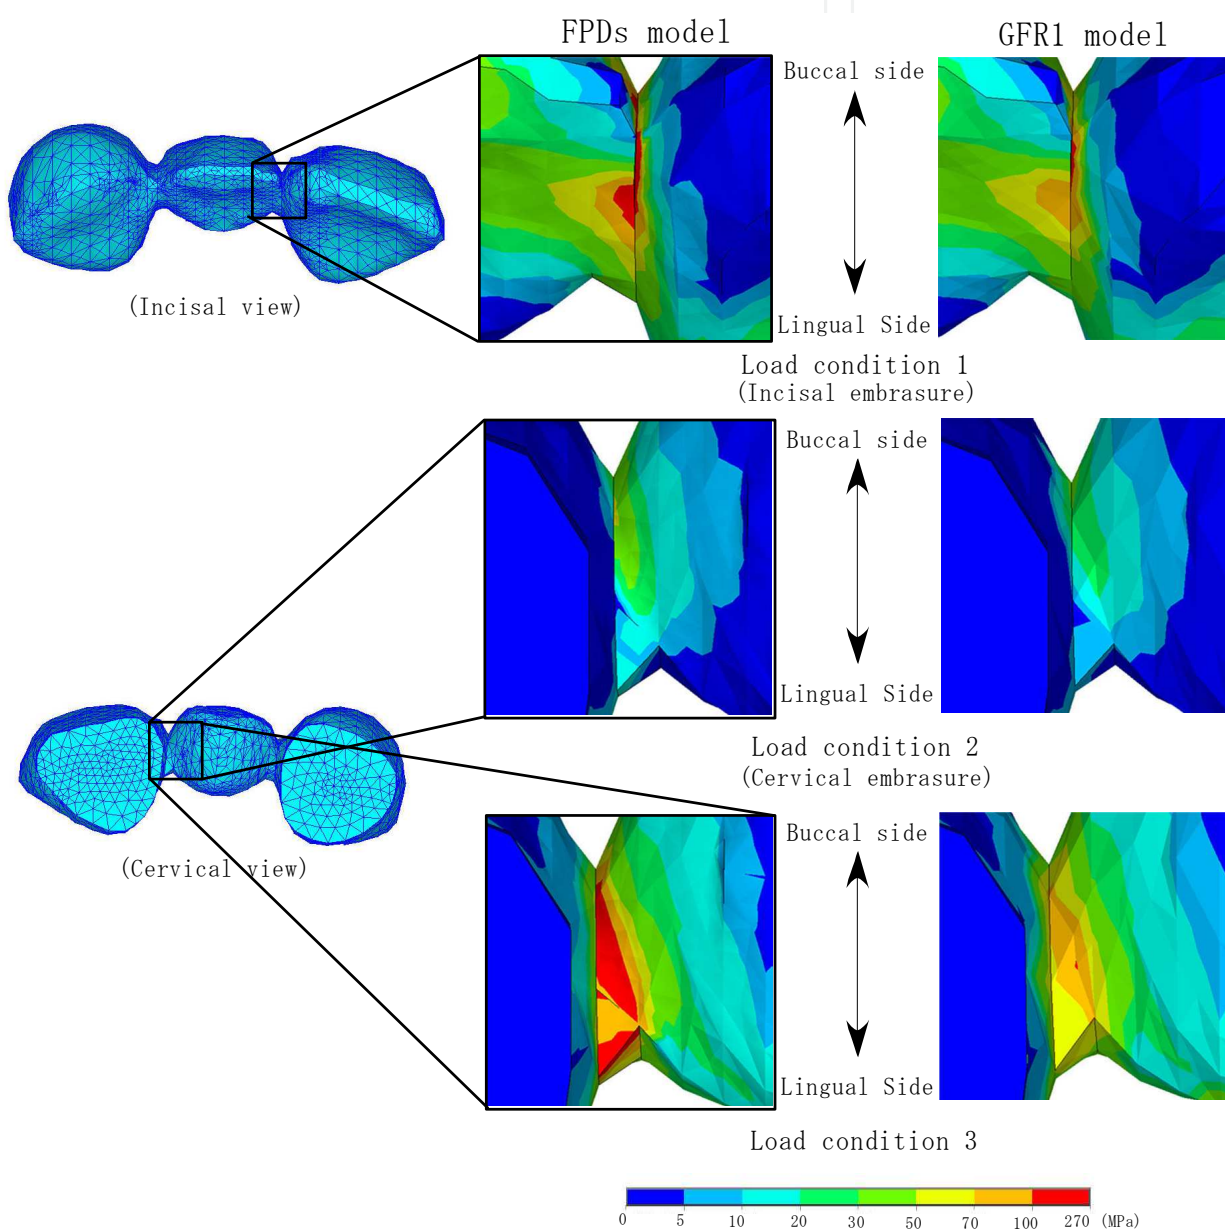 FPDs model
GFR1 model
Buccal side
(Incisal view)
Lingual Side
Load condition 1
(Incisal embrasure)
Buccal side
Lingual Side
Load condition 2
(Cervical embrasure)
Buccal side
(Cervical view)
Lingual Side
Load condition 3
0 5 10 20 30 50 70 100 270 (MPa)